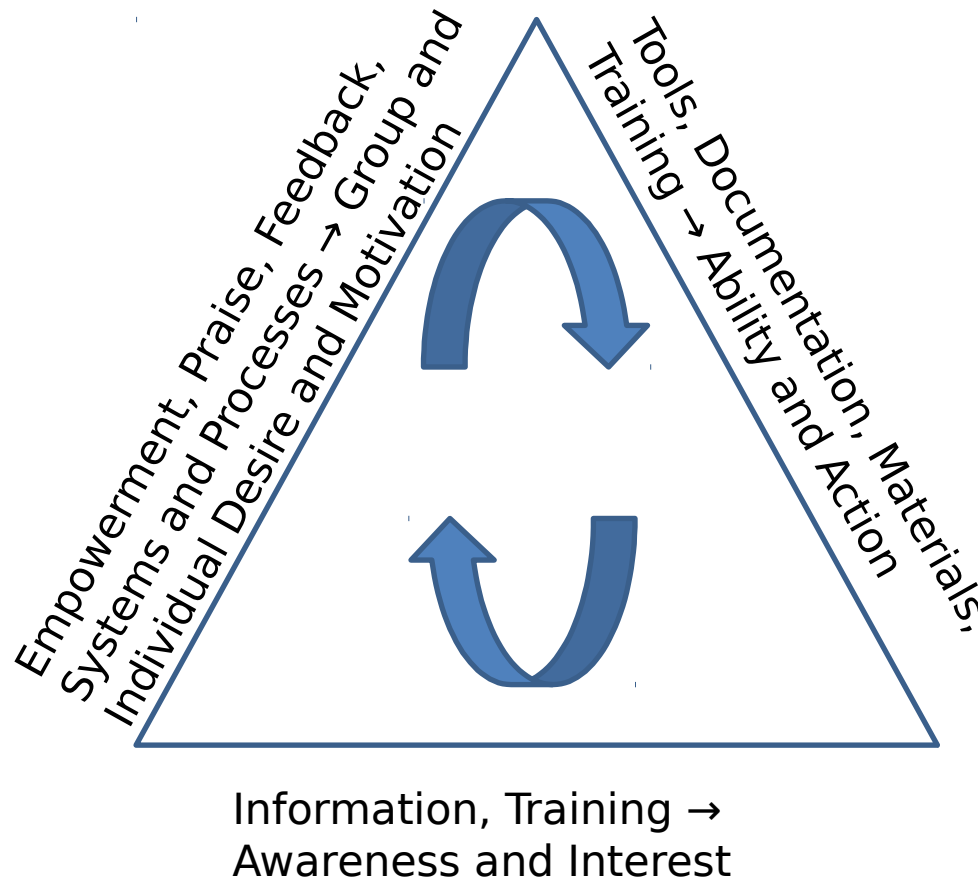 Empowerment, Praise, Feedback,
Systems and Processes → Group and
Individual Desire and Motivation
Tools, Documentation, Materials,
Training → Ability and Action
Information, Training →
Awareness and Interest